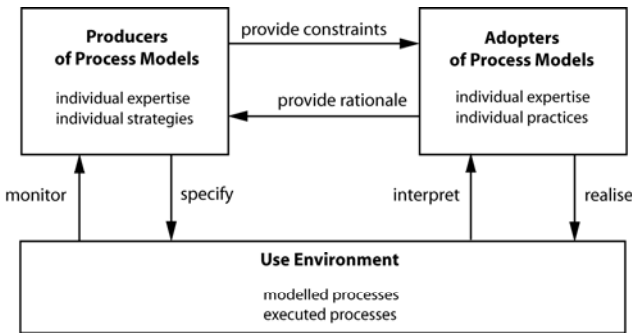 Producers
of Process Models
individual expertise
individual strategies
provide constraints
provide rationale
Adopters
of Process Models
individual expertise
individual practices
monitor
specify
interpret
realise
Use Environment
modelled processes
executed processes